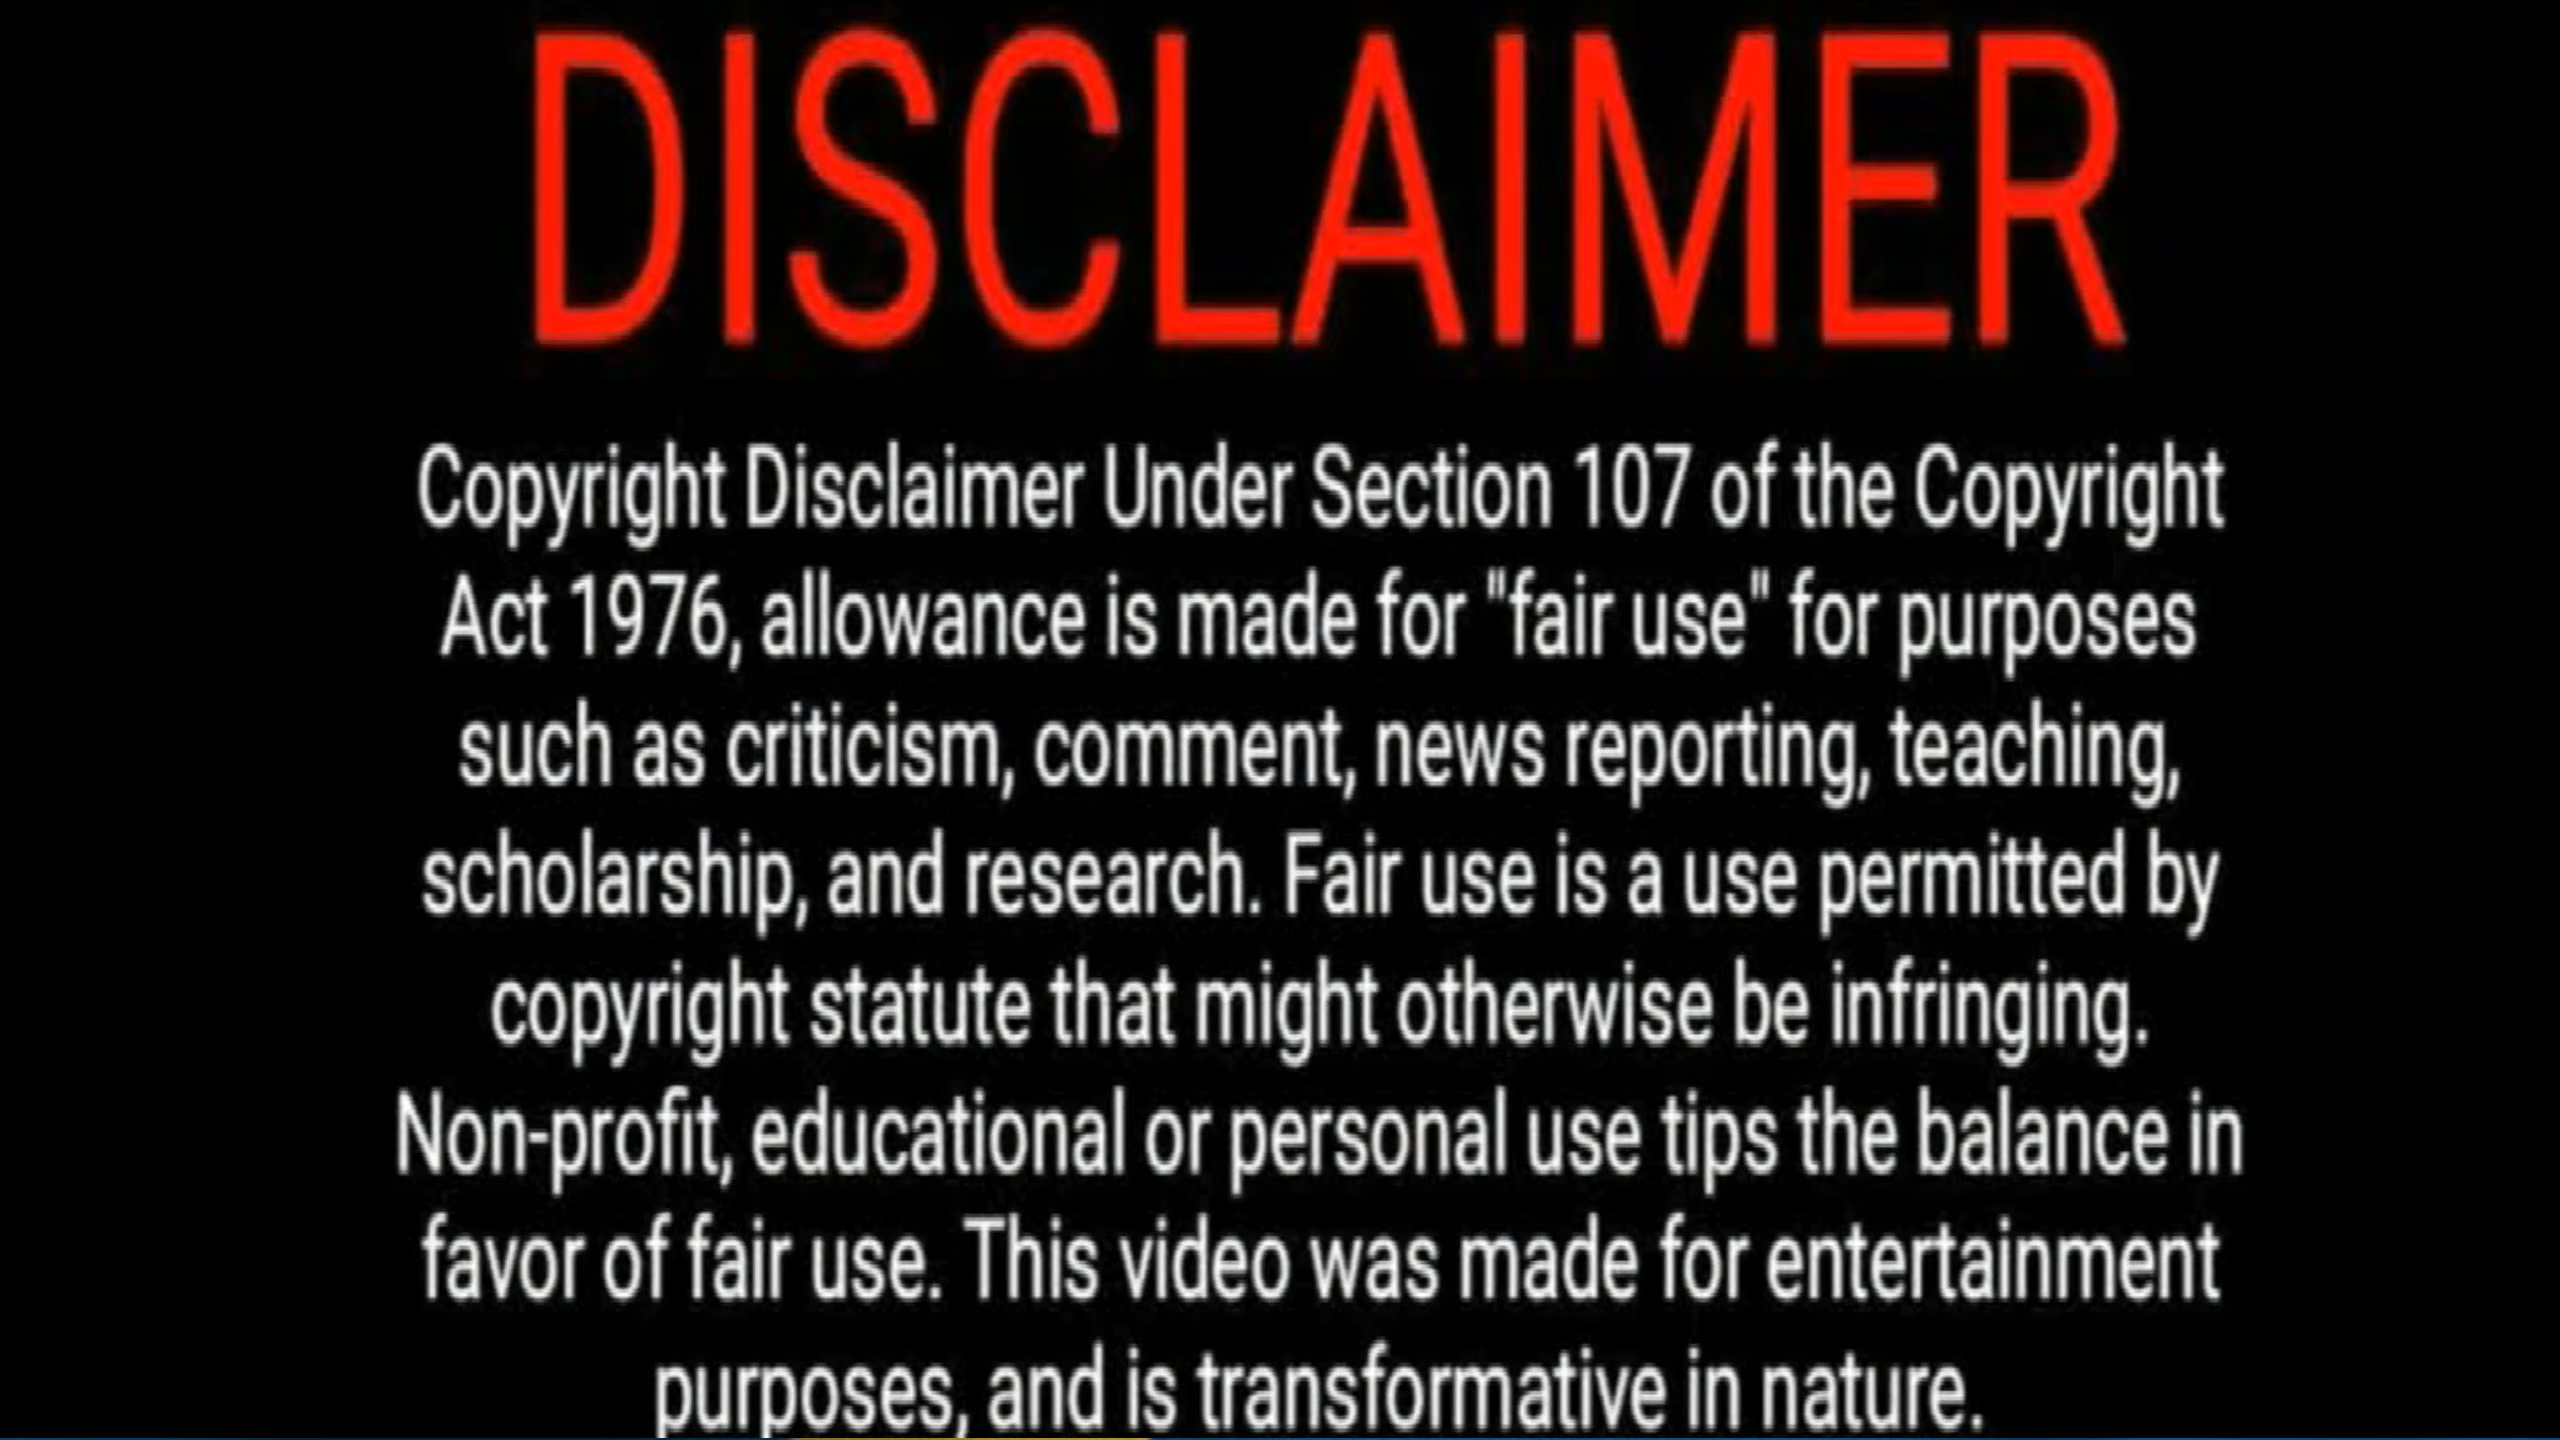 DISCLAIMER
Copyright Disclaimer Under Section 107 of the Copyright
Act 1976, allowance is made for "fair use" for purposes
such as criticism, comment, news reporting, teaching,
scholarship, and research. Fair use is a use permitted by
copyright statute that might otherwise be infringing.
Non-profit, educational or personal use tips the balance in
favor of fair use. This video was made for entertainment
purposes, and is transformative in nature.